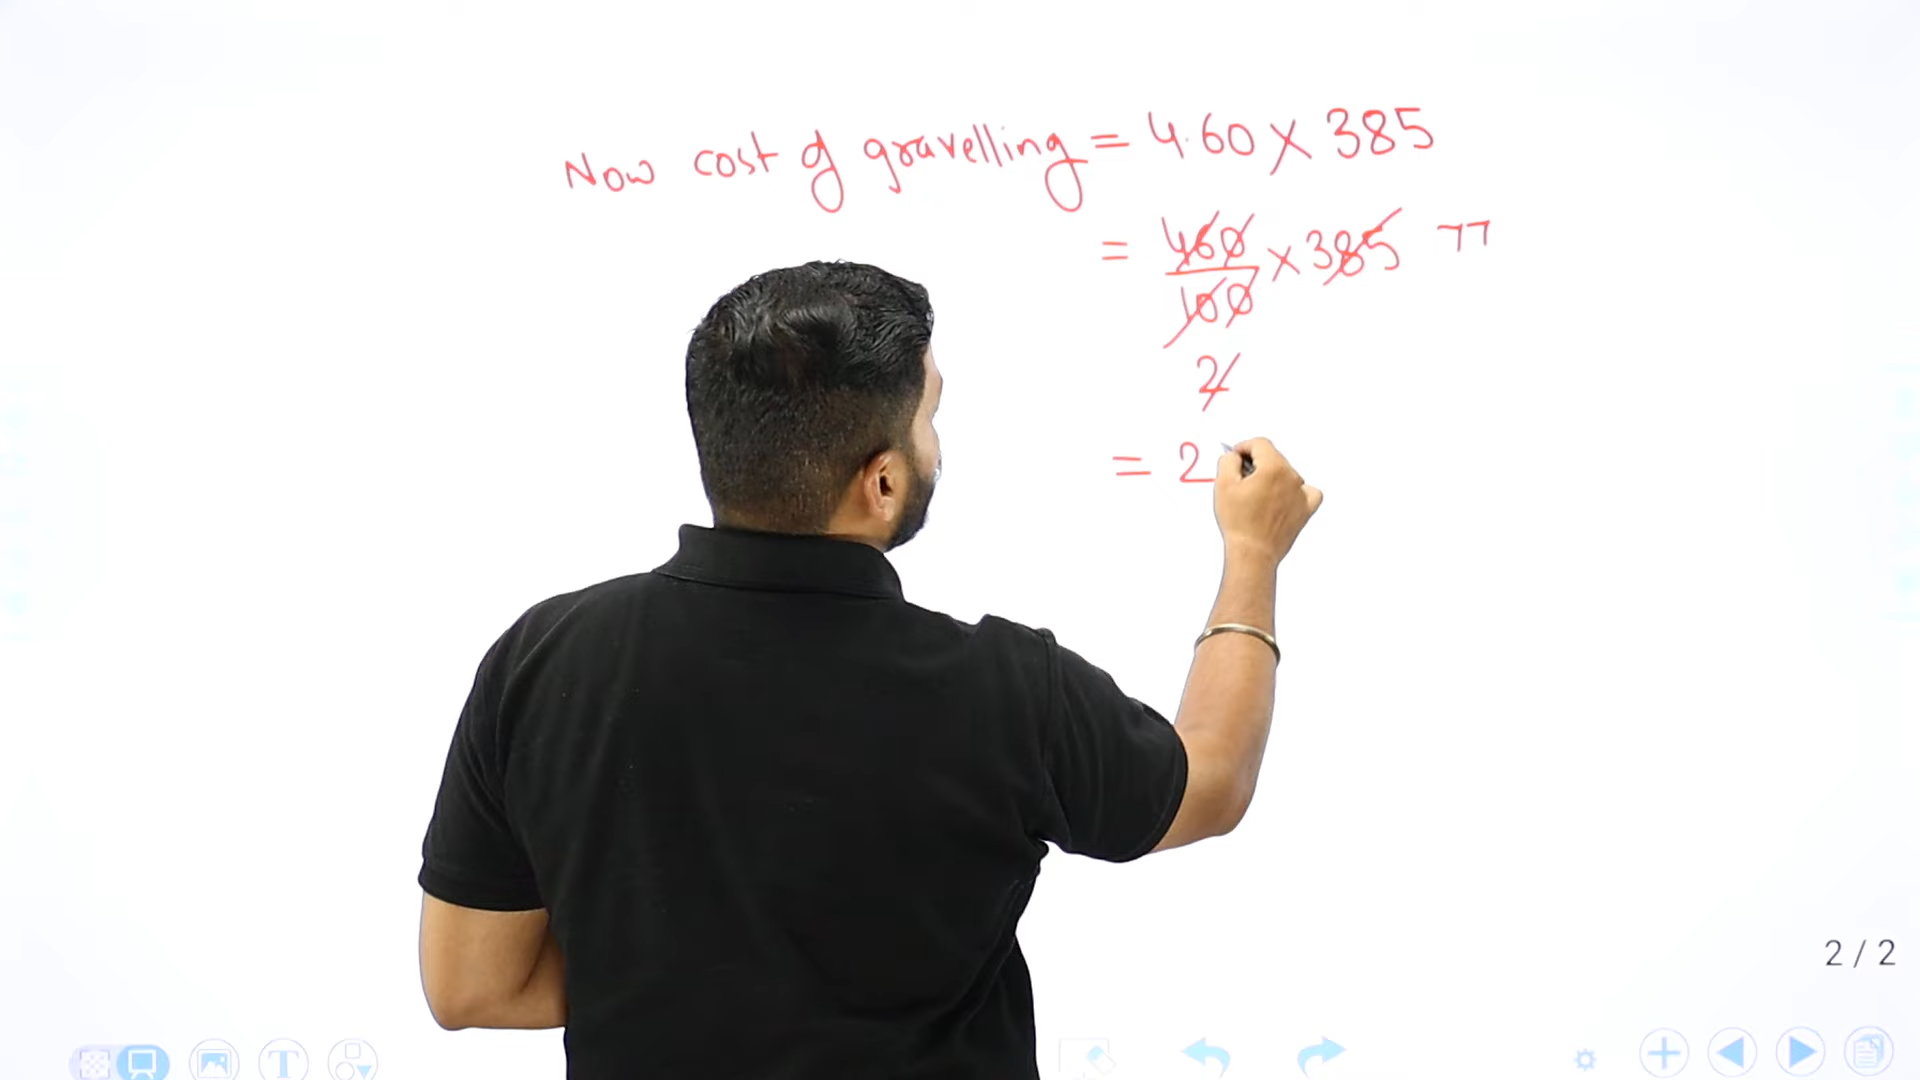 Now cost of gravelling = 4.60 × 385
= 460/100 × 385 77
2
= 2
2 / 2
T